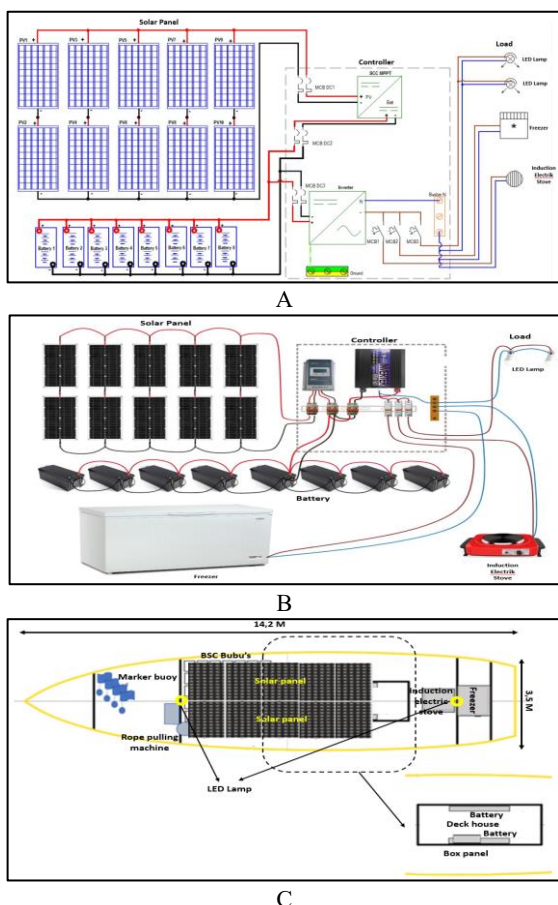 Solar Panel
PV1
PV3
PV5
PV7
PV9
Controller
Load
SCC MPPT
PV
Bat
LED Lamp
MCB DC1
LED Lamp
PV2
PV4
PV6
PV8
PV10
MCB DC2
Freezer
MCB DC3
Inverter
Induction
Elektrik
Stove
N
L
Battery 1
Battery 2
Battery 3
Battery 4
Battery 5
Battery 6
Battery 7
Battery 8
MCB1
MCB2
MCB3
Ground
A
Solar Panel
Controller
Load
LED Lamp
Battery
Freezer
Induction
Elektrik
Stove
B
14,2 M
BSC Bubu's
Marker buoy
Solar panel
Solar panel
Induction
electric
stove
Freezer
3,5 M
Rope pulling
machine
LED Lamp
Battery
Deck house
Battery
Box panel
C